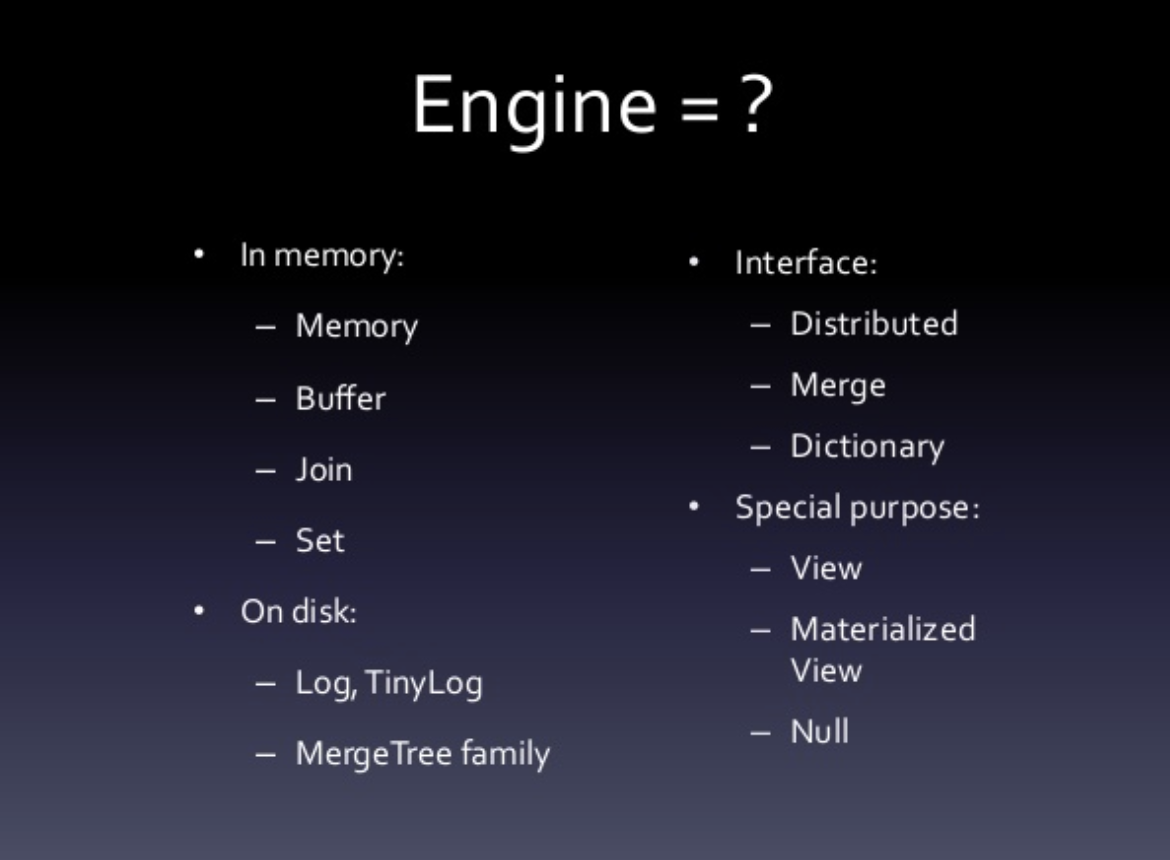 Engine = ?
• In memory:
– Memory
– Buffer
– Join
– Set
• On disk:
– Log, TinyLog
– MergeTree family
• Interface:
– Distributed
– Merge
– Dictionary
• Special purpose:
– View
– Materialized
View
– Null